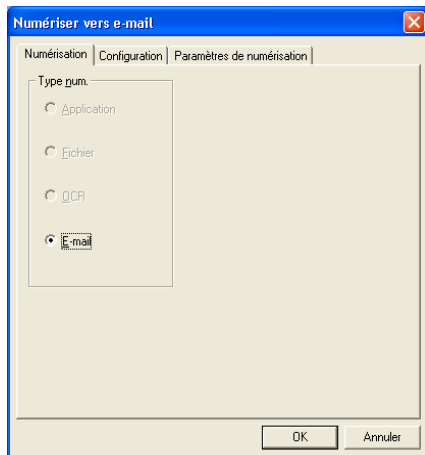 Numériser vers e-mail
Numérisation Configuration Paramètres de numérisation
Type num.
Application
Fichier
OCR
E-mail
OK Annuler